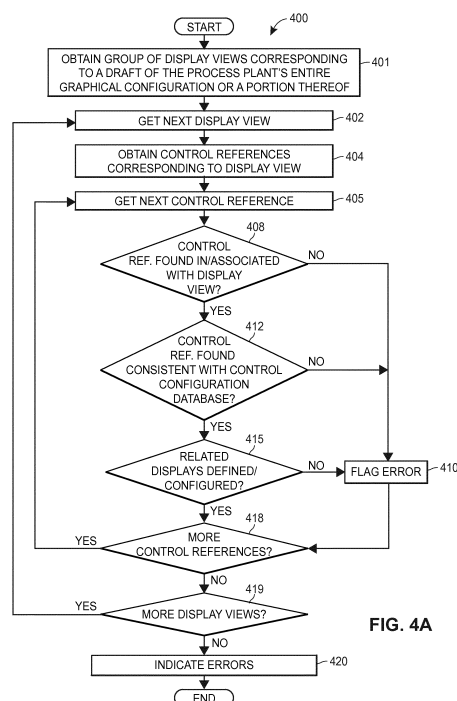 START
400
OBTAIN GROUP OF DISPLAY VIEWS CORRESPONDING
TO A DRAFT OF THE PROCESS PLANT'S ENTIRE
GRAPHICAL CONFIGURATION OR A PORTION THEREOF
401
GET NEXT DISPLAY VIEW
402
OBTAIN CONTROL REFERENCES
CORRESPONDING TO DISPLAY VIEW
404
GET NEXT CONTROL REFERENCE
405
408
CONTROL
REF. FOUND IN/ASSOCIATED
WITH DISPLAY
VIEW?
NO
YES
412
CONTROL
REF. FOUND
CONSISTENT WITH CONTROL
CONFIGURATION
DATABASE?
NO
YES
415
RELATED
DISPLAYS DEFINED/
CONFIGURED?
NO
FLAG ERROR
410
YES
418
MORE
CONTROL REFERENCES?
YES
NO
419
MORE DISPLAY VIEWS?
YES
NO
FIG. 4A
INDICATE ERRORS
420
END